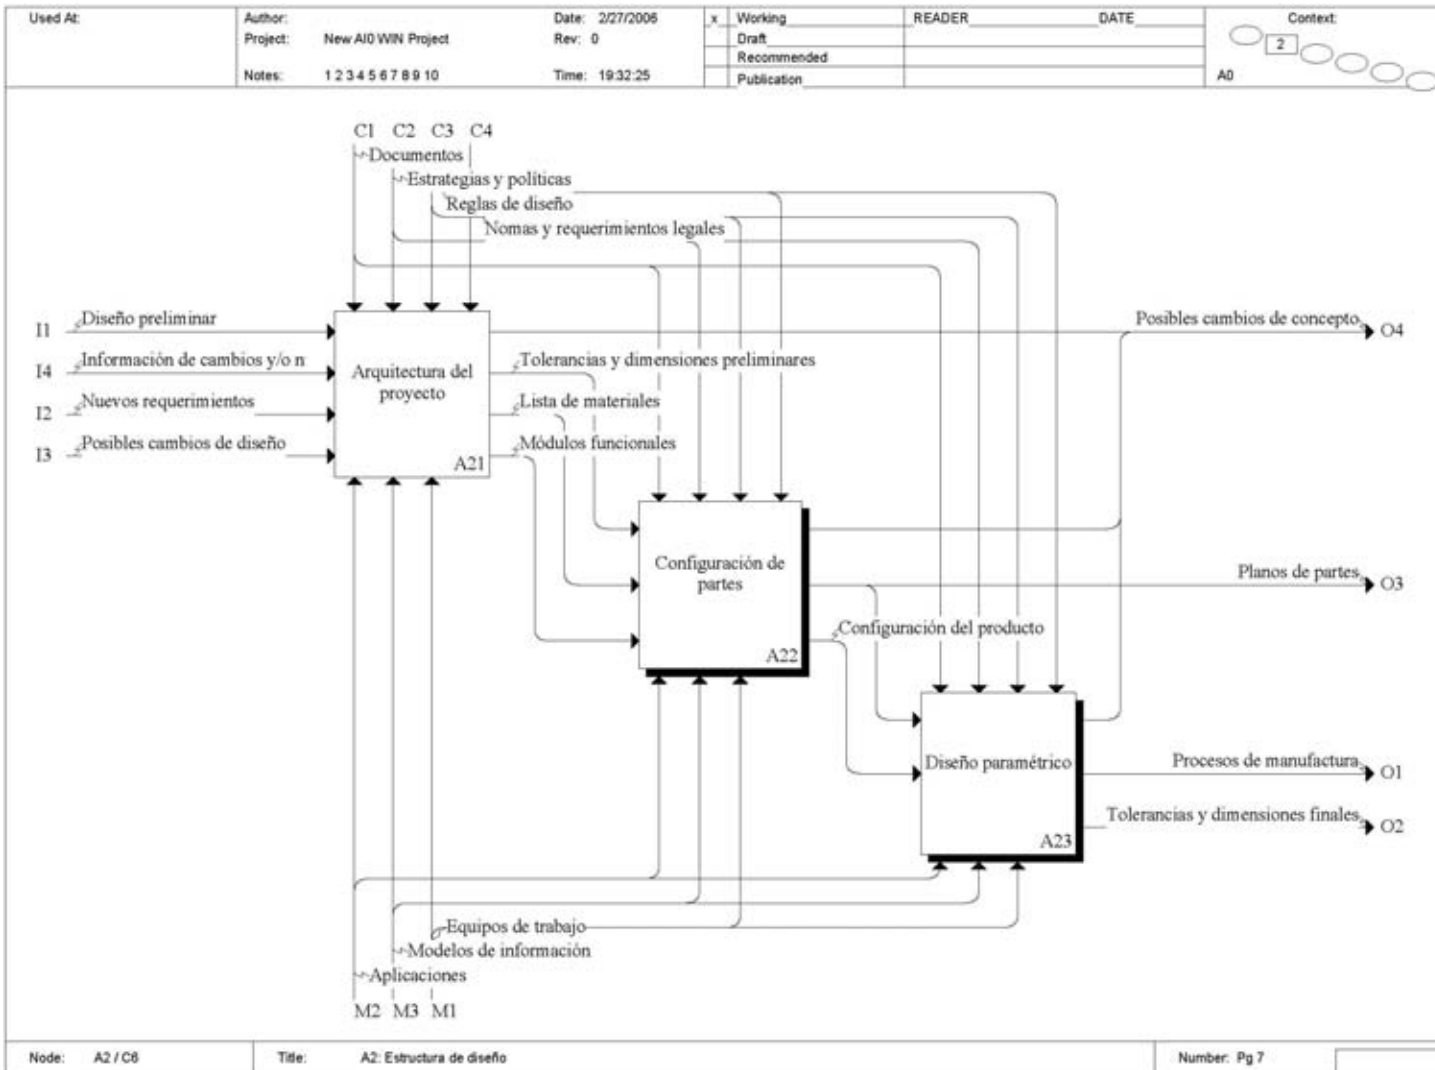 Used At: Author: Date: 2/27/2006 x Working READER DATE Context:
Project: New AI0 WIN Project Rev: 0 Draft 2
Recommended
Notes: 1 2 3 4 5 6 7 8 9 10 Time: 19:32:25 Publication A0
C1 C2 C3 C4
Documentos
Estrategias y políticas
Reglas de diseño
Nomas y requerimientos legales
I1 Diseño preliminar
Posibles cambios de concepto O4
I4 Información de cambios y/o n
Arquitectura del
proyecto
A21
Tolerancias y dimensiones preliminares
I2 Nuevos requerimientos
Lista de materiales
I3 Posibles cambios de diseño
Módulos funcionales
Configuración de
partes
A22
Planos de partes O3
Configuración del producto
Diseño paramétrico
A23
Procesos de manufactura O1
Tolerancias y dimensiones finales O2
Equipos de trabajo
Modelos de información
Aplicaciones
M2 M3 M1
Node: A2 / C6 Title: A2: Estructura de diseño Number: Pg 7